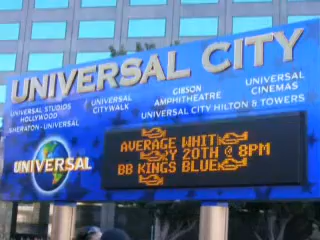 UNIVERSAL CITY
UNIVERSAL STUDIOS
HOLLYWOOD
UNIVERSAL
CITYWALK
GIBSON
AMPHITHEATRE
UNIVERSAL
CINEMAS
SHERATON-UNIVERSAL
UNIVERSAL CITY HILTON & TOWERS
UNIVERSAL
AVERAGE WHIT
RY 20TH @ 8PM
BB KINGS BLUE